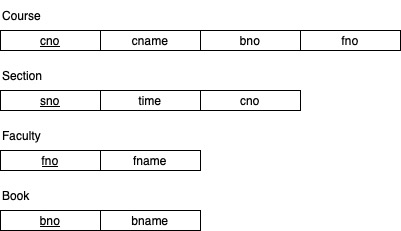 Course
cno cname bno fno
Section
sno time cno
Faculty
fno fname
Book
bno bname